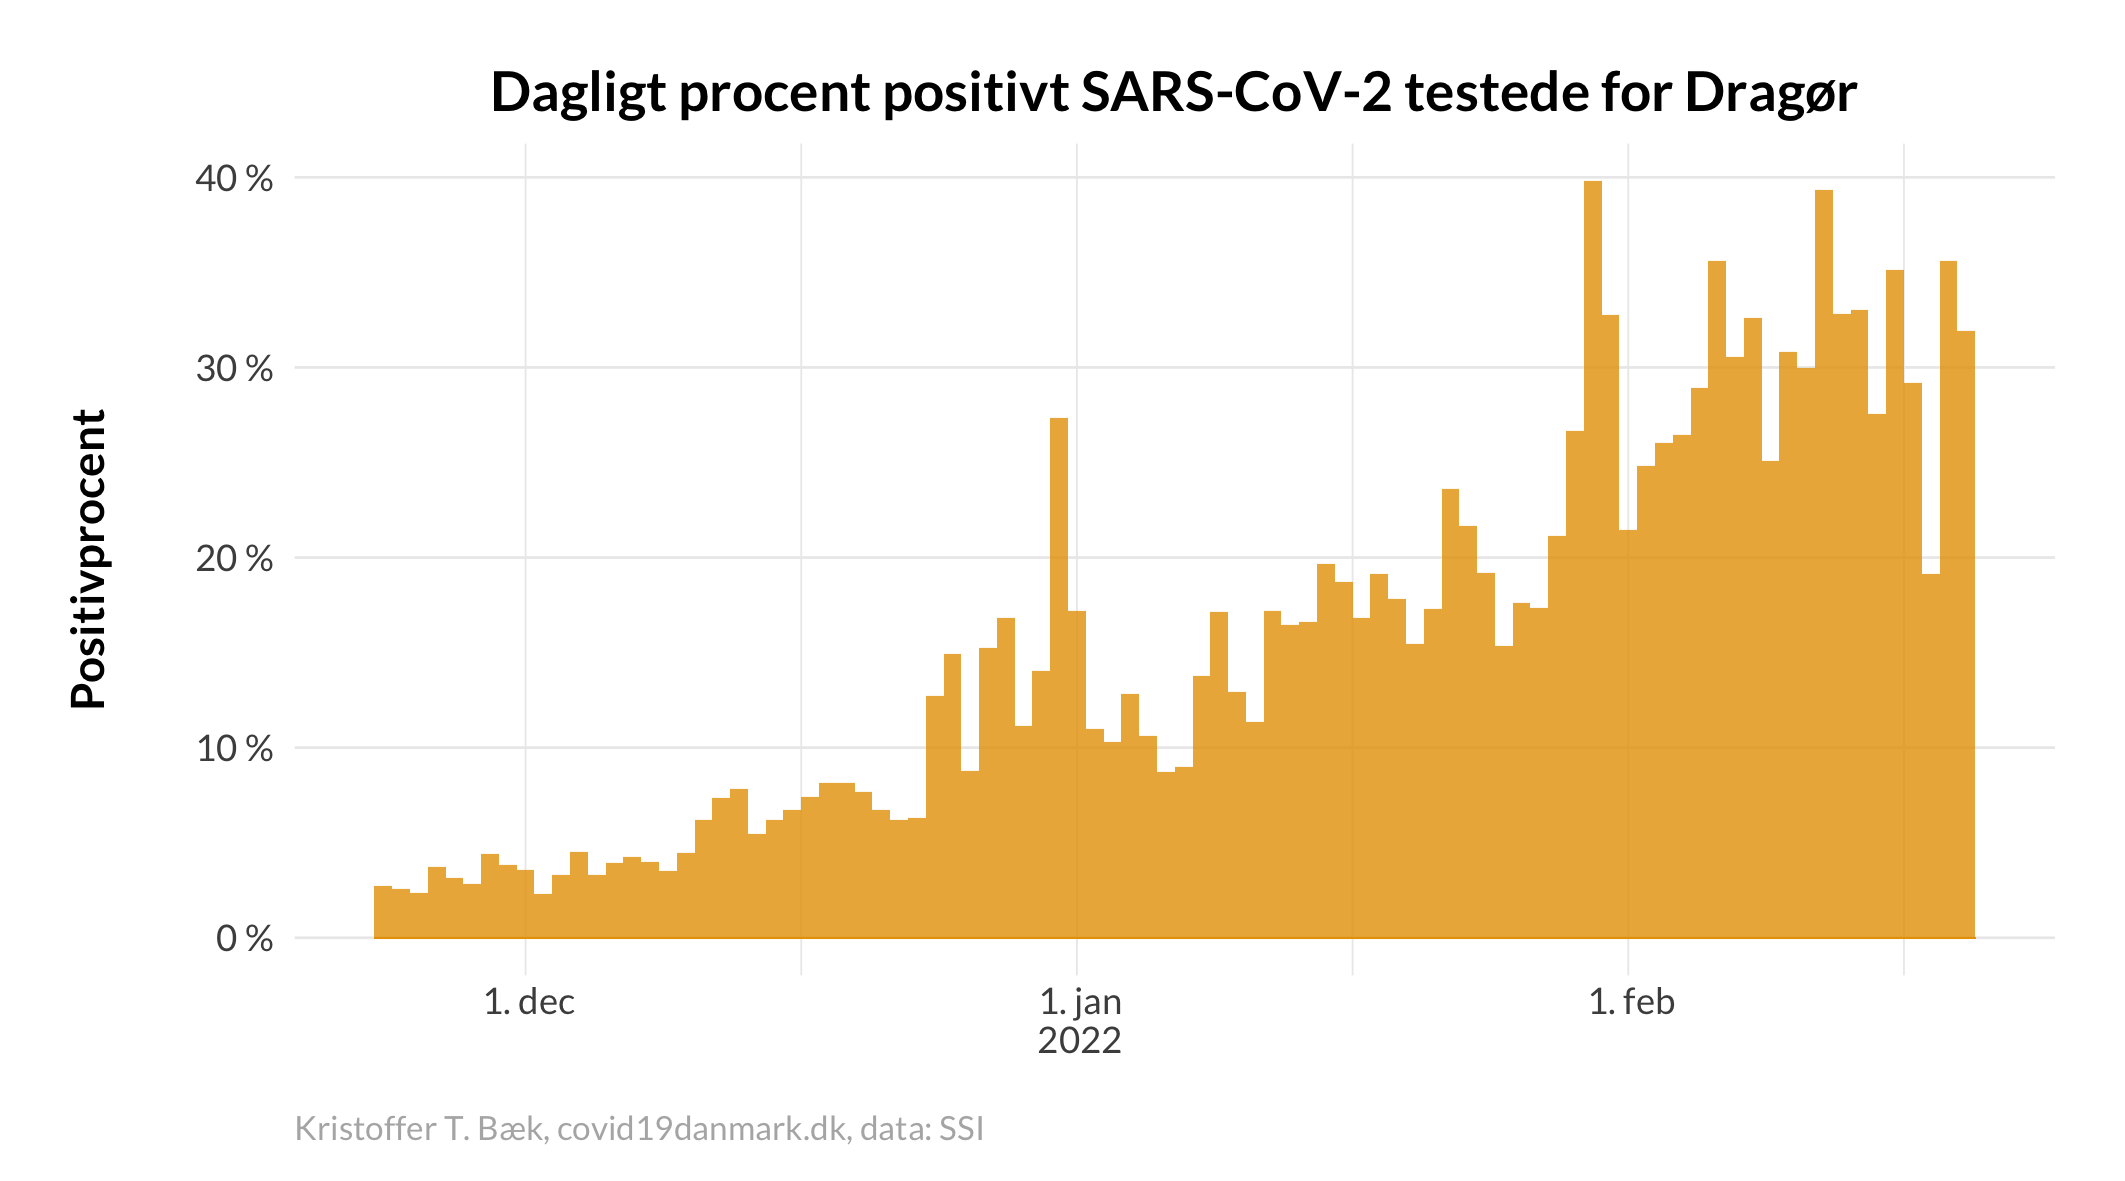 Dagligt procent positivt SARS-CoV-2 testede for Dragør
Positivprocent
40 %
30 %
20 %
10 %
0 %
1. dec
1. jan
2022
1. feb
Kristoffer T. Bæk, covid19danmark.dk, data: SSI